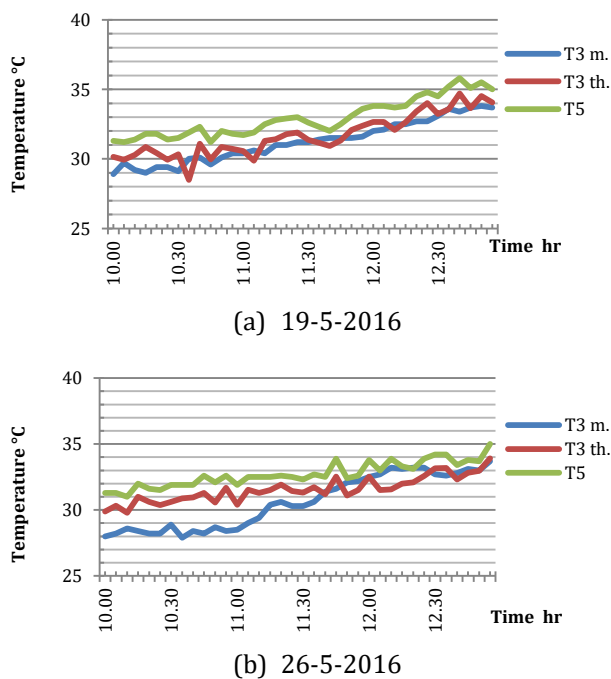 40
35
30
25
Temperature °C
10.00
10.30
11.00
11.30
12.00
12.30
Time hr
T3 m.
T3 th.
T5
(a) 19-5-2016
40
35
30
25
Temperature °C
10.00
10.30
11.00
11.30
12.00
12.30
Time hr
T3 m.
T3 th.
T5
(b) 26-5-2016